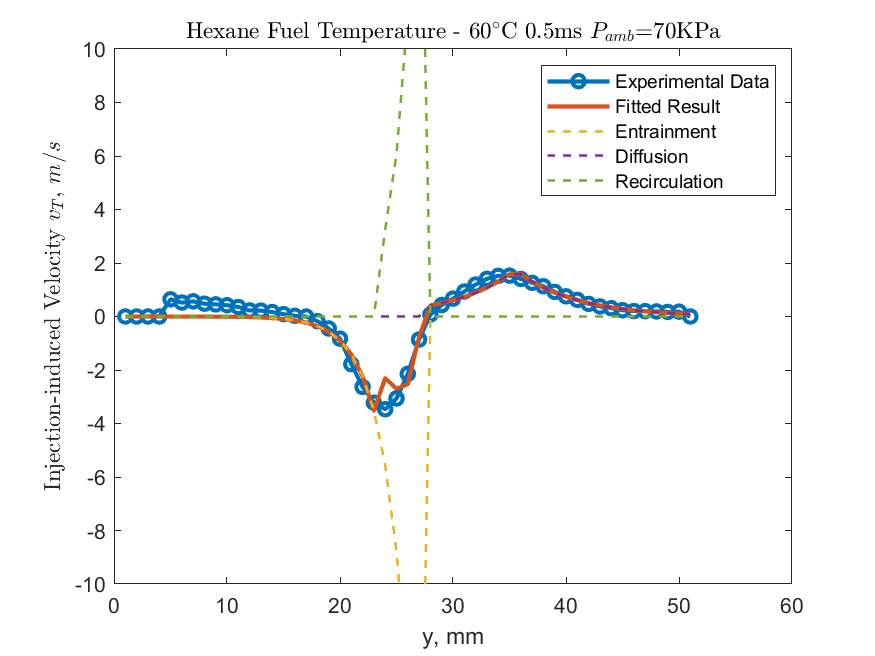 Hexane Fuel Temperature - 60°C 0.5ms P_amb=70KPa
Injection-induced Velocity v_T, m/s
10
8
6
4
2
0
-2
-4
-6
-8
-10
Experimental Data
Fitted Result
Entrainment
Diffusion
Recirculation
0 10 20 30 40 50 60
y, mm